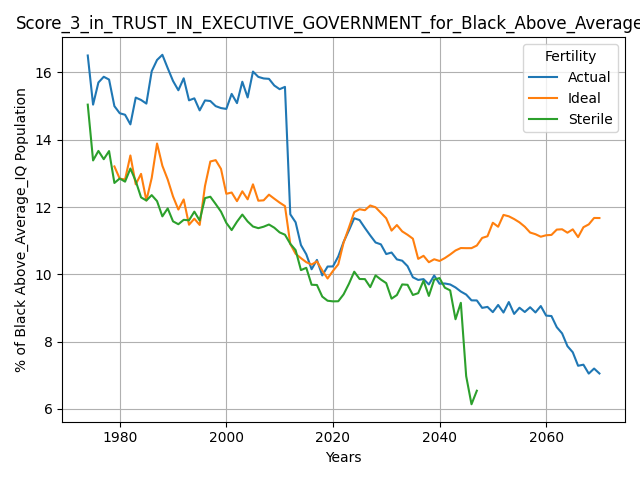 Score_3_in_TRUST_IN_EXECUTIVE_GOVERNMENT_for_Black_Above_Average
Fertility
Actual
Ideal
Sterile
% of Black Above_Average_IQ Population
16
14
12
10
8
6
1980
2000
2020
2040
2060
Years